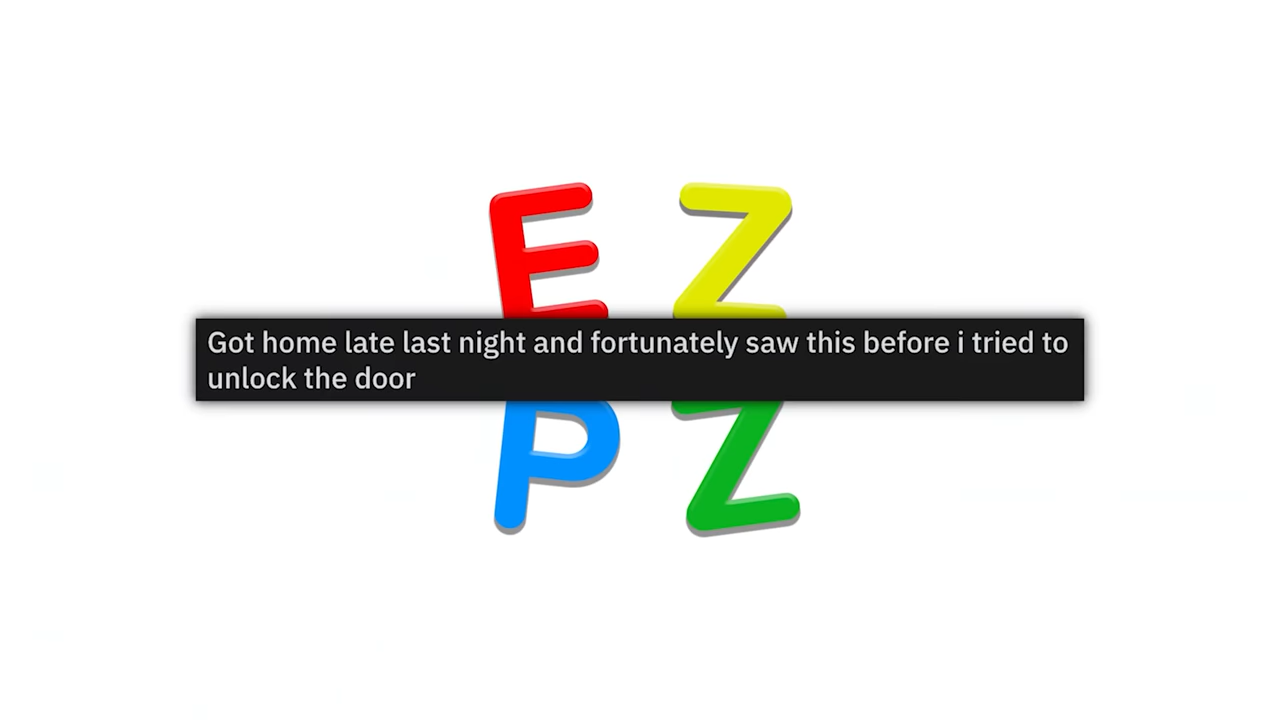 E Z
Got home late last night and fortunately saw this before i tried to
unlock the door
P Z